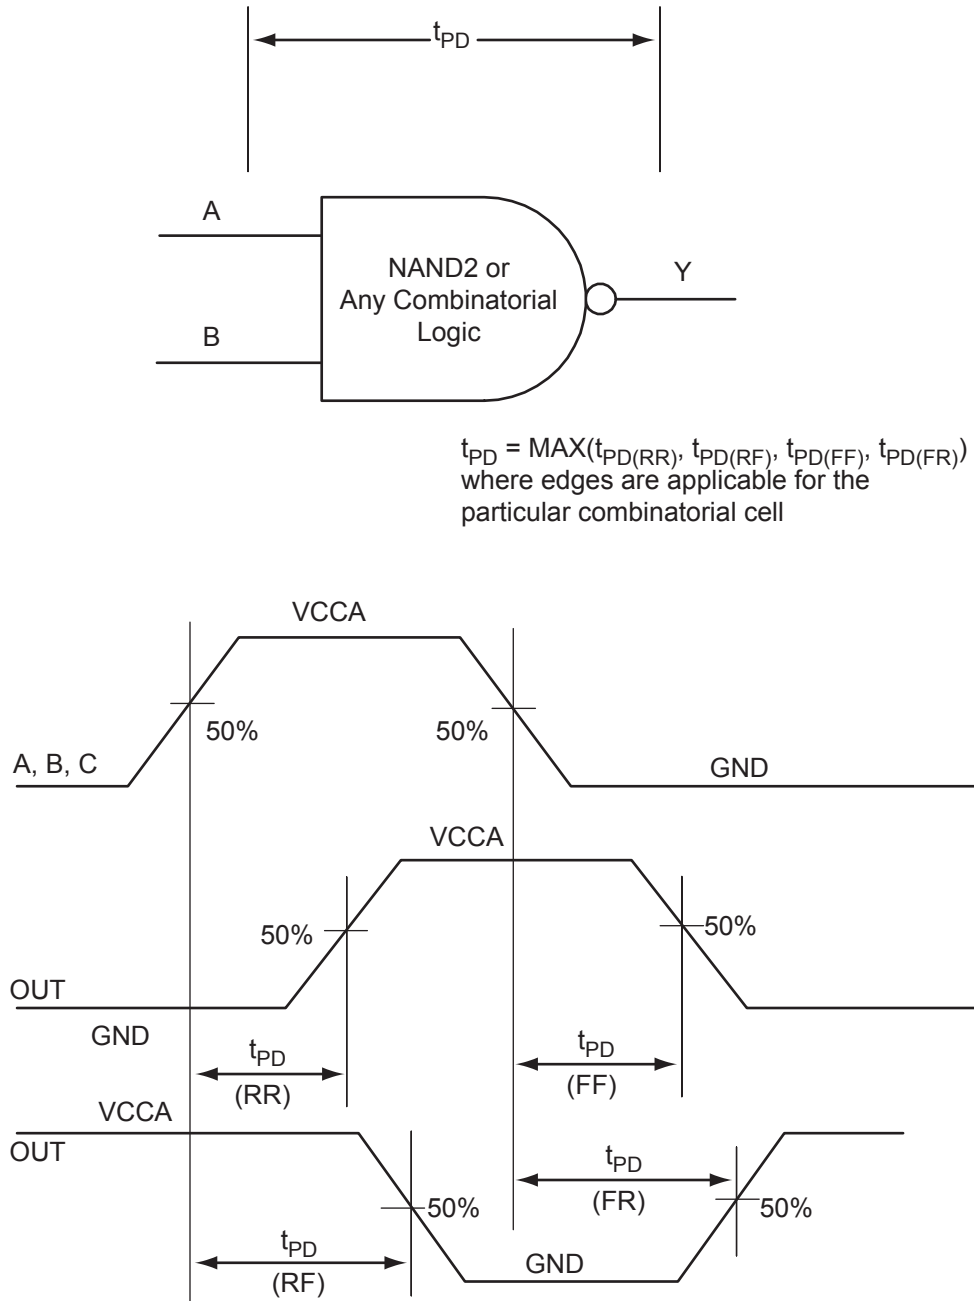 tPD
A
B
NAND2 or
Any Combinatorial
Logic
Y
tPD = MAX(tPD(RR), tPD(RF), tPD(FF), tPD(FR))
where edges are applicable for the
particular combinatorial cell
VCCA
50%
50%
A, B, C
GND
VCCA
50%
50%
OUT
GND
tPD
(RR)
tPD
(FF)
VCCA
OUT
tPD
(FR)
50%
50%
tPD
(RF)
GND